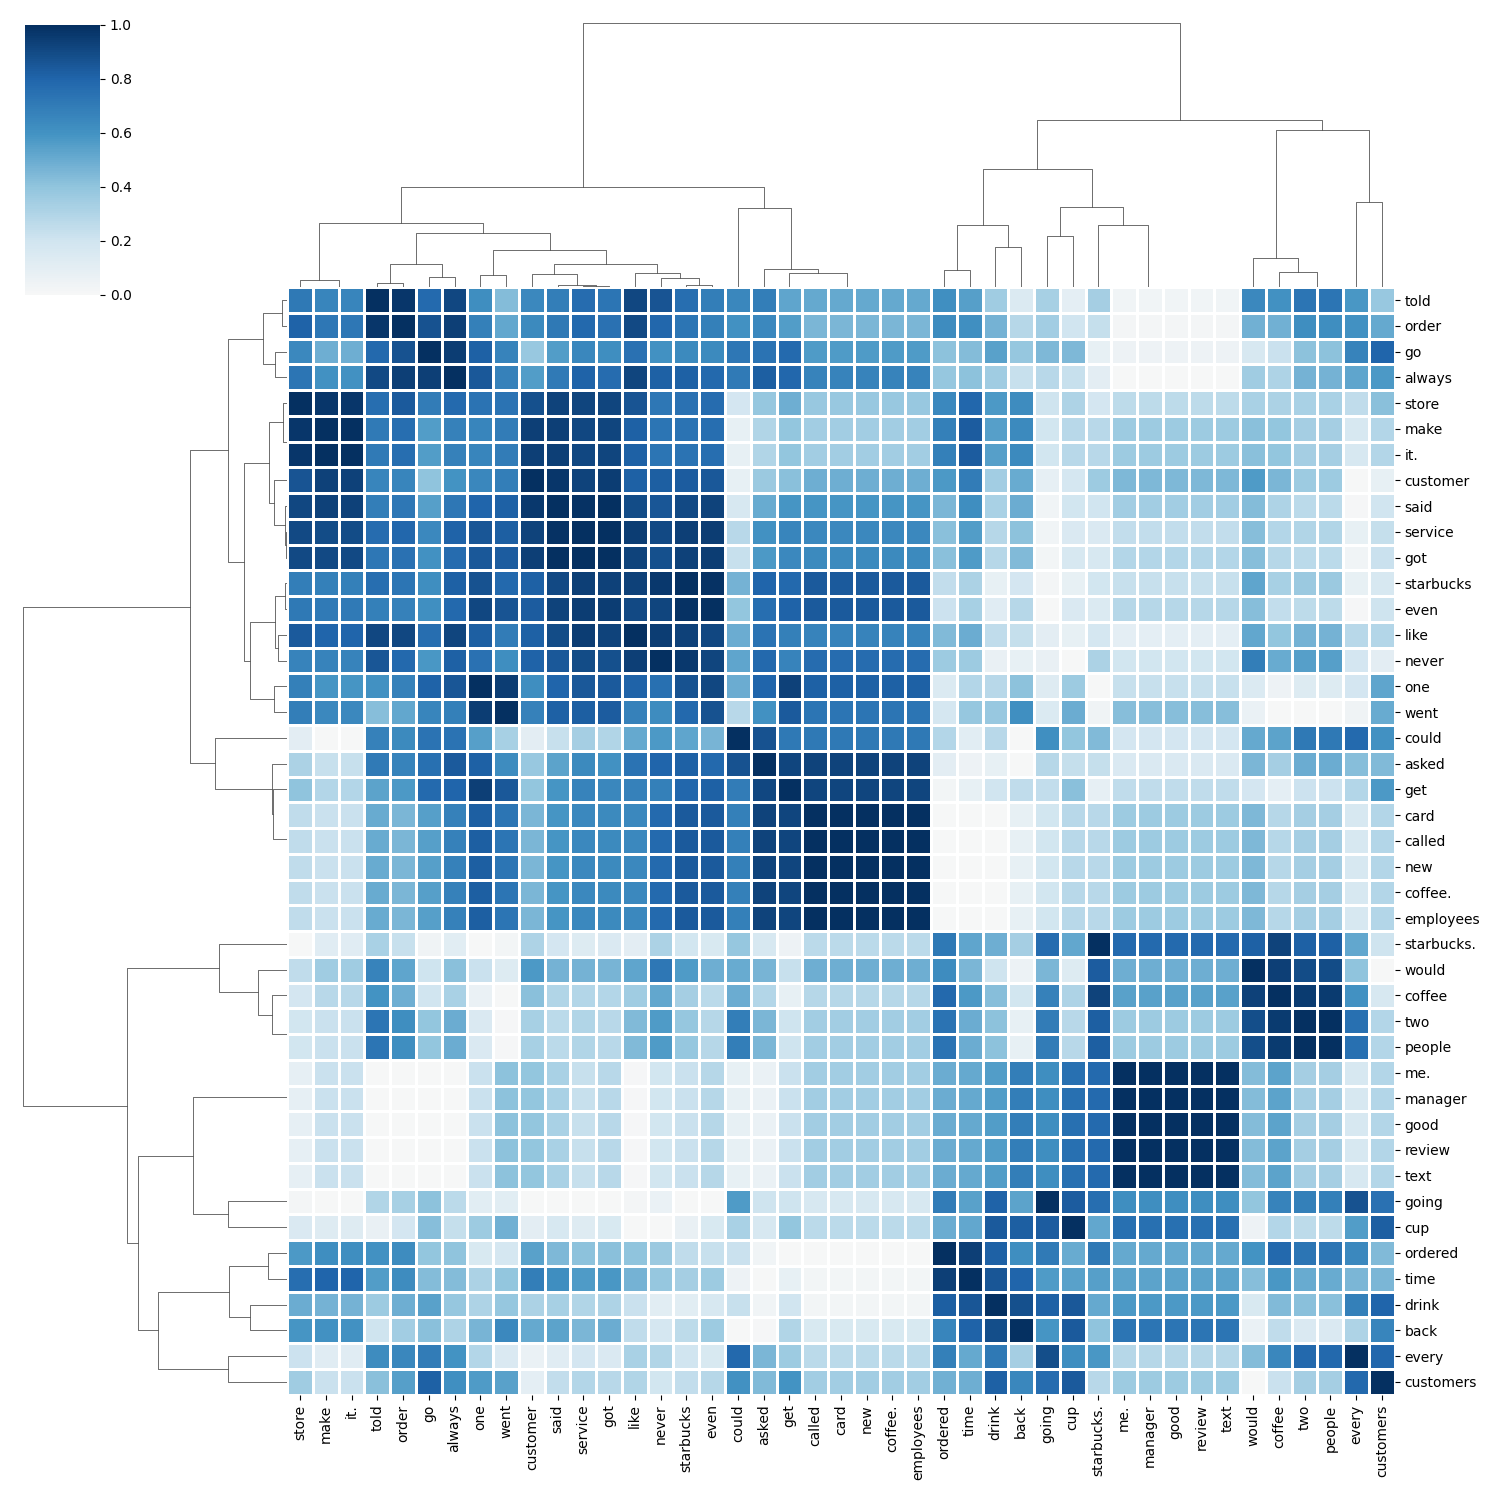 1.0
0.8
0.6
0.4
0.2
0.0
told
order
go
always
store
make
it.
customer
said
service
got
starbucks
even
like
never
one
went
could
asked
get
card
called
new
coffee.
employees
starbucks.
would
coffee
two
people
me.
manager
good
review
text
going
cup
ordered
time
drink
back
every
customers
store
make
it.
told
order
go
always
one
went
customer
said
service
got
like
never
starbucks
even
could
asked
get
called
card
new
coffee.
employees
ordered
time
drink
back
going
cup
starbucks.
me.
manager
good
review
text
would
coffee
two
people
every
customers